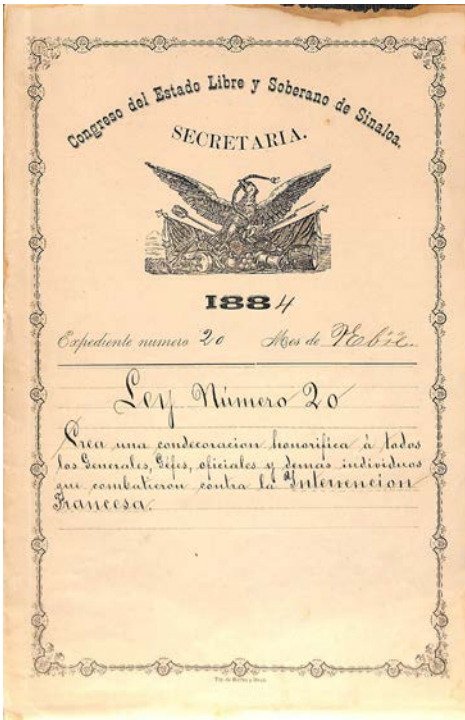 Congreso del Estado Libre y Soberano de Sinaloa.
SECRETARIA.
1884
Expediente numero 20 Mes de
Ley Número 20
Crea una condecoracion honorifica à todos
los Generales, Gefes, oficiales y demas individuos
que combatieron contra la Intervencion
Francesa.